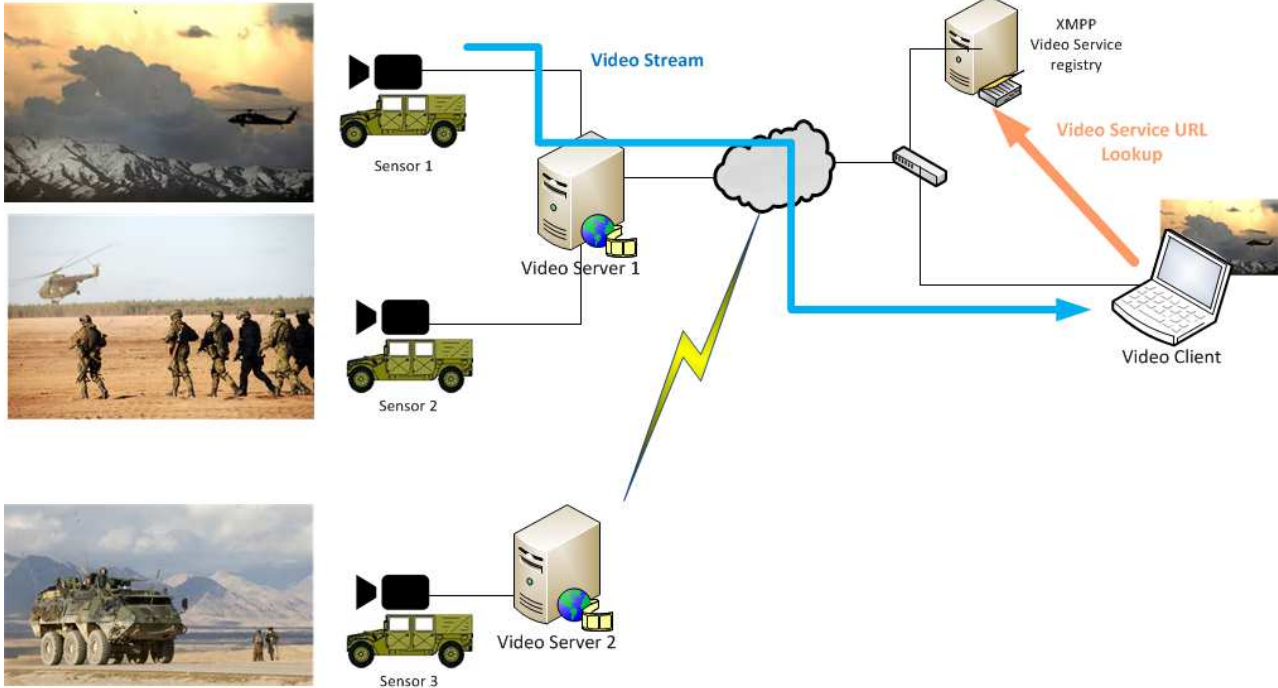 Video Stream
XMPP
Video Service
registry
Video Service URL
Lookup
Sensor 1
Video Server 1
Video Client
Sensor 2
Video Server 2
Sensor 3